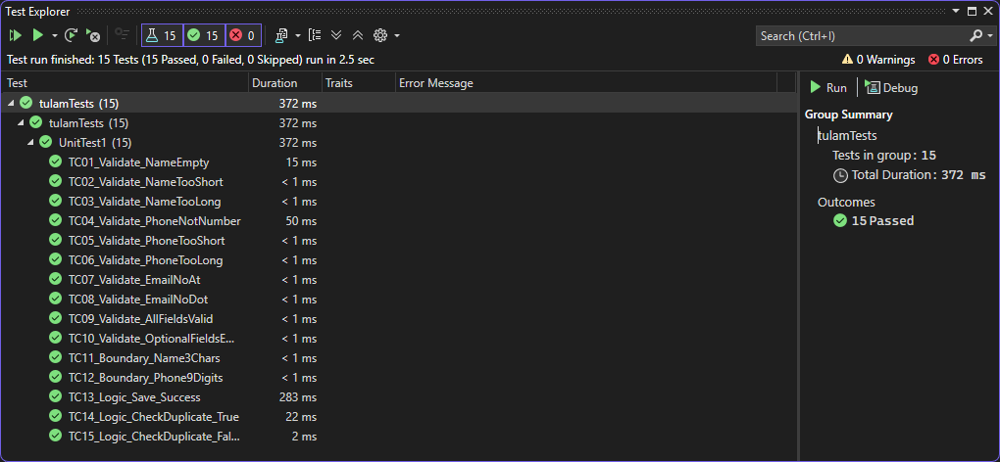 Test Explorer
15 15 0
Search (Ctrl+I)
Test run finished: 15 Tests (15 Passed, 0 Failed, 0 Skipped) run in 2.5 sec
0 Warnings
0 Errors
Test Duration Traits Error Message
tulamTests (15) 372 ms
tulamTests (15) 372 ms
UnitTest1 (15) 372 ms
TC01_Validate_NameEmpty 15 ms
TC02_Validate_NameTooShort < 1 ms
TC03_Validate_NameTooLong < 1 ms
TC04_Validate_PhoneNotNumber 50 ms
TC05_Validate_PhoneTooShort < 1 ms
TC06_Validate_PhoneTooLong < 1 ms
TC07_Validate_EmailNoAt < 1 ms
TC08_Validate_EmailNoDot < 1 ms
TC09_Validate_AllFieldsValid < 1 ms
TC10_Validate_OptionalFieldsE... < 1 ms
TC11_Boundary_Name3Chars < 1 ms
TC12_Boundary_Phone9Digits < 1 ms
TC13_Logic_Save_Success 283 ms
TC14_Logic_CheckDuplicate_True 22 ms
TC15_Logic_CheckDuplicate_Fal... 2 ms
Run Debug
Group Summary
tulamTests
Tests in group: 15
Total Duration: 372 ms
Outcomes
15 Passed